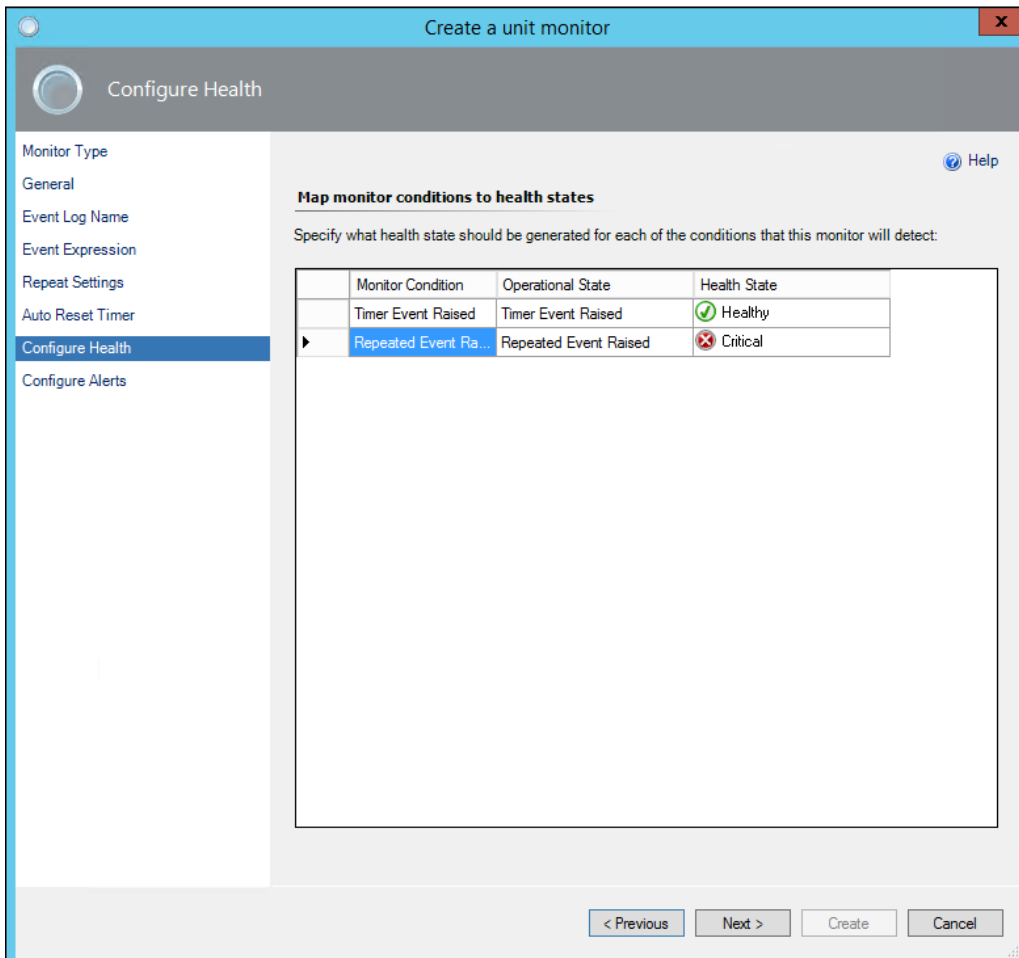 Create a unit monitor
x
Configure Health
Monitor Type
General
Event Log Name
Event Expression
Repeat Settings
Auto Reset Timer
Configure Health
Configure Alerts
Help
Map monitor conditions to health states
Specify what health state should be generated for each of the conditions that this monitor will detect:
Monitor Condition Operational State Health State
Timer Event Raised Timer Event Raised Healthy
Repeated Event Ra... Repeated Event Raised Critical
< Previous Next > Create Cancel